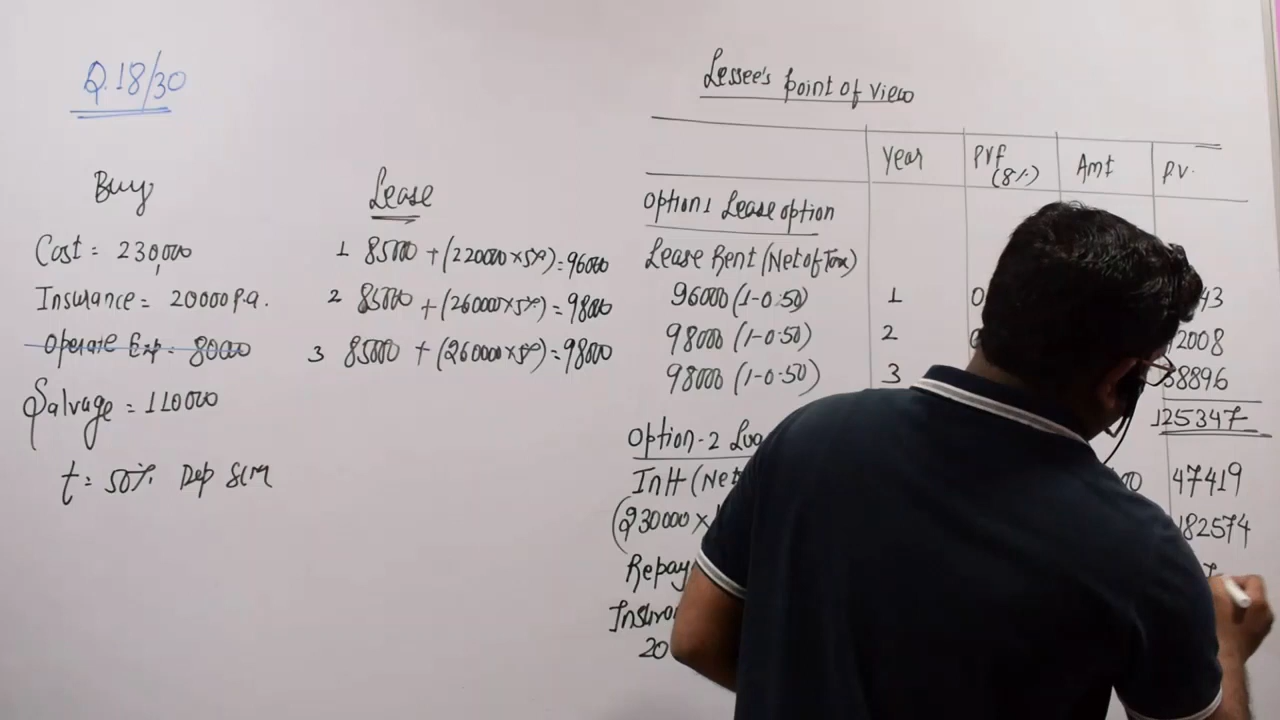 Q.18/30
Buy
Cost = 230,000
Insurance = 20000 p.a.
Operate Exp = 80000
Salvage = 110000
t = 50% Dep SLM
Lease
1 85000 + (220000 × 5%) = 96000
2 85000 + (260000 × 5%) = 98000
3 85000 + (260000 × 5%) = 98000
Lessee's Point of View
Year PVF (8%) Amt P.V.
Option 1 Lease option
Lease Rent (Net of Tax)
96000 (1-0.50) 1 0 43
98000 (1-0.50) 2 2008
98000 (1-0.50) 3 38896
125347
Option-2
Intt (Net 47419
(230000 × 182574
Repay
20